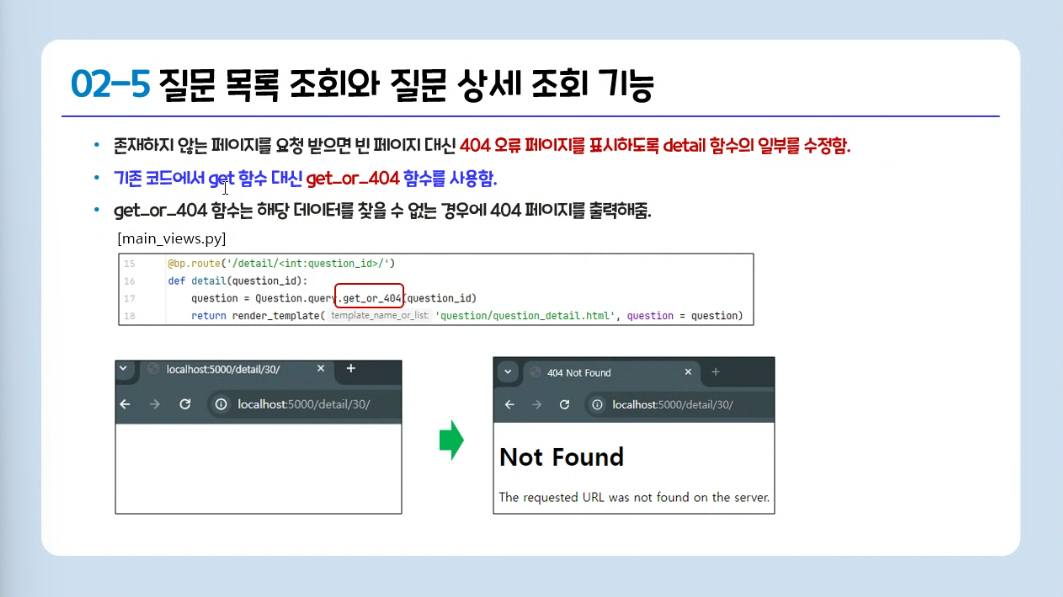 02-5 질문 목록 조회와 질문 상세 조회 기능
• 존재하지 않는 페이지를 요청 받으면 빈 페이지 대신 404 오류 페이지를 표시하도록 detail 함수의 일부를 수정함.
• 기존 코드에서 get 함수 대신 get_or_404 함수를 사용함.
• get_or_404 함수는 해당 데이터를 찾을 수 없는 경우에 404 페이지를 출력해줌.
[main_views.py]
15 @bp.route('/detail/<int:question_id>/')
16 def detail(question_id):
17 question = Question.query.get_or_404(question_id)
18 return render_template( template_name_or_list: 'question/question_detail.html', question = question)
localhost:5000/detail/30/
localhost:5000/detail/30/
404 Not Found
localhost:5000/detail/30/
Not Found
The requested URL was not found on the server.